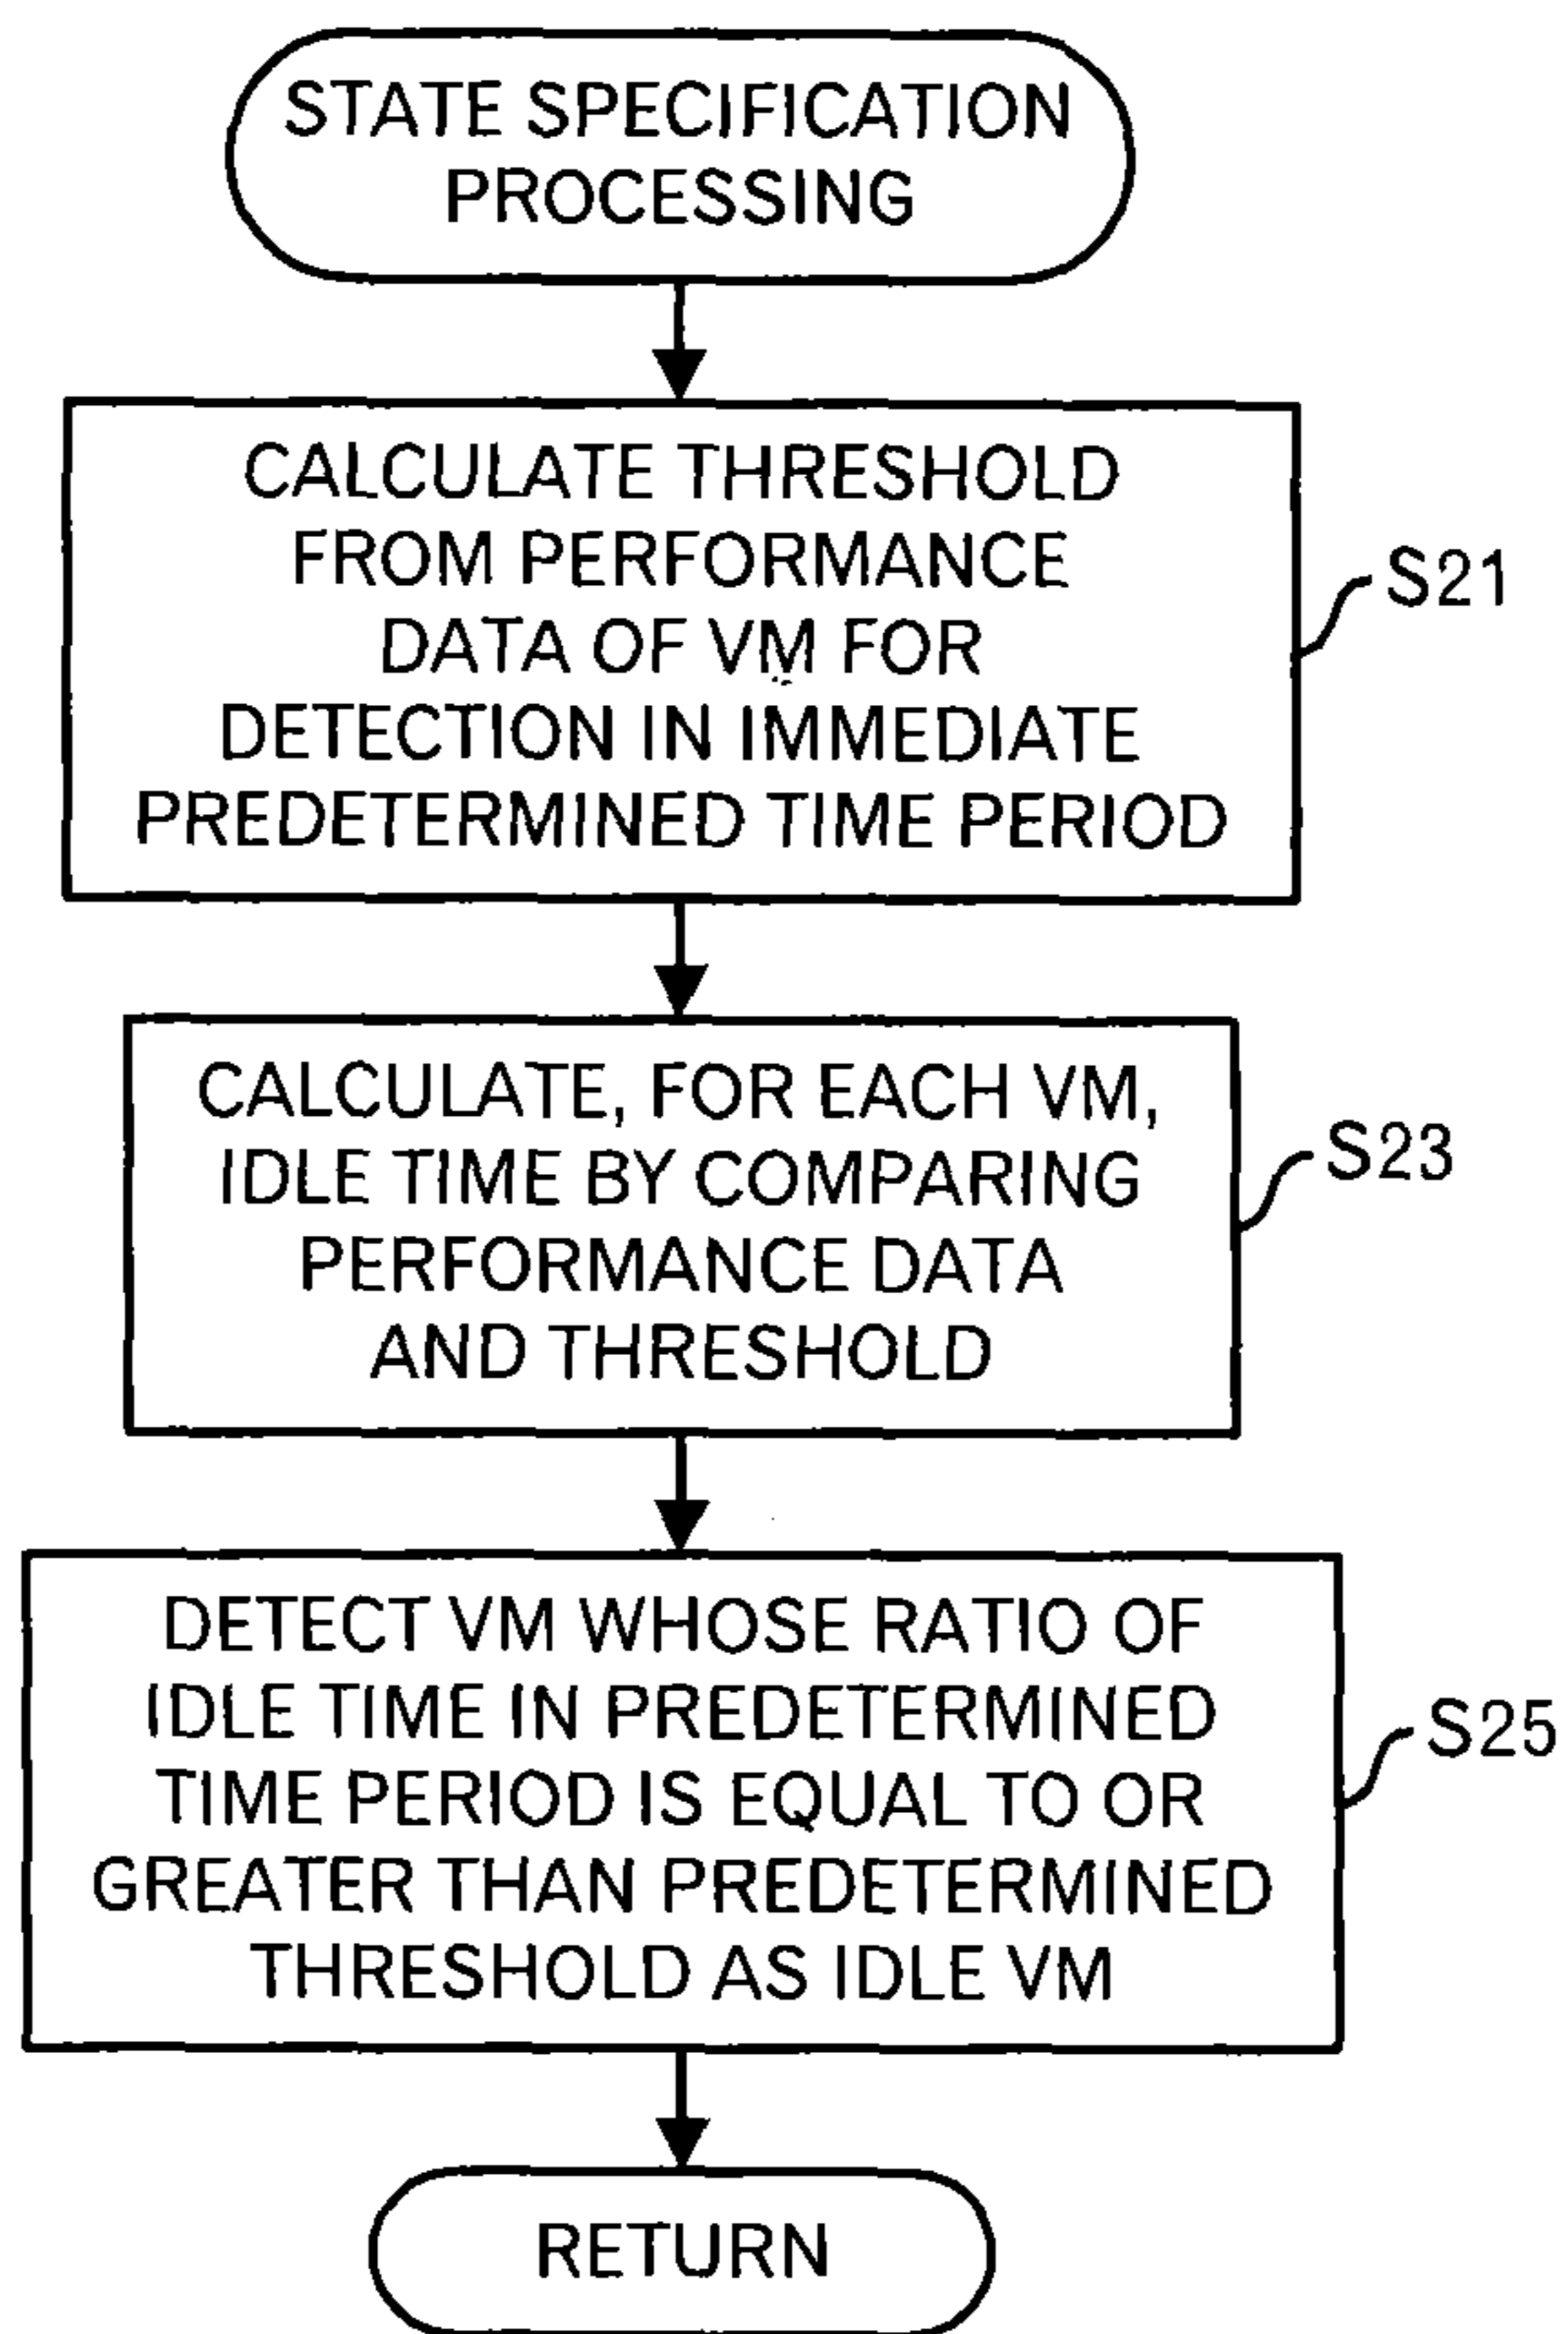 STATE SPECIFICATION
PROCESSING
CALCULATE THRESHOLD
FROM PERFORMANCE
DATA OF VM FOR
DETECTION IN IMMEDIATE
PREDETERMINED TIME PERIOD
S21
CALCULATE, FOR EACH VM,
IDLE TIME BY COMPARING
PERFORMANCE DATA
AND THRESHOLD
S23
DETECT VM WHOSE RATIO OF
IDLE TIME IN PREDETERMINED
TIME PERIOD IS EQUAL TO OR
GREATER THAN PREDETERMINED
THRESHOLD AS IDLE VM
S25
RETURN